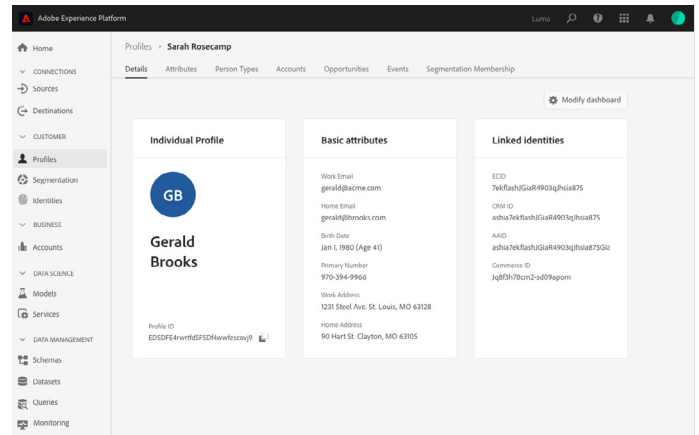 Adobe Experience Platform
Luma
Home
CONNECTIONS
Sources
Destinations
CUSTOMER
Profiles
Segmentation
Identities
BUSINESS
Accounts
DATA SCIENCE
Models
Services
DATA MANAGEMENT
Schemas
Datasets
Queries
Monitoring
Profiles > Sarah Rosecamp
Details Attributes Person Types Accounts Opportunities Events Segmentation Membership
Modify dashboard
Individual Profile
GB
Gerald
Brooks
Profile ID
EDSDFE4rwrtfdSFSDf4wwfescovj9
Basic attributes
Work Email
gerald@acme.com
Home Email
gerald@brooks.com
Birth Date
Jan 1, 1980 (Age 41)
Primary Number
970-394-9966
Work Address
1231 Steel Ave. St. Louis, MO 63128
Home Address
90 Hart St. Clayton, MO 63105
Linked identities
ECID
7ekflashJGiaR4903qJhsia875
CRM ID
ashia7ekflashJGiaR4903qJhsia875
AAID
ashia7ekflashJGiaR4903qJhsia875Gia
Commerce ID
Jq8f3h78cm2-sd09apom